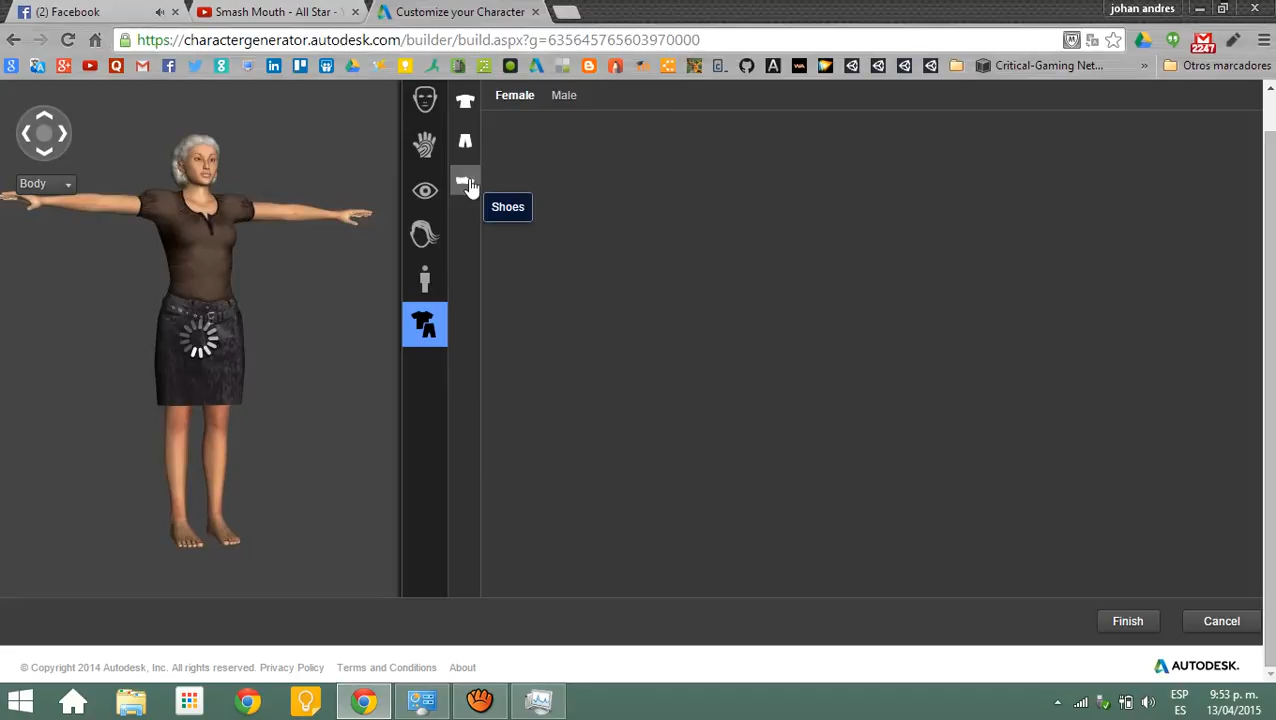 (2) Facebook
Smash Mouth - All Star -
Customize your Character
johan andres
https://charactergenerator.autodesk.com/builder/build.aspx?g=635645765603970000
2247
Critical-Gaming Net...
»
Otros marcadores
Body
Female Male
Shoes
Finish Cancel
© Copyright 2014 Autodesk, Inc. All rights reserved. Privacy Policy Terms and Conditions About
AUTODESK.
ESP
ES
9:53 p. m.
13/04/2015